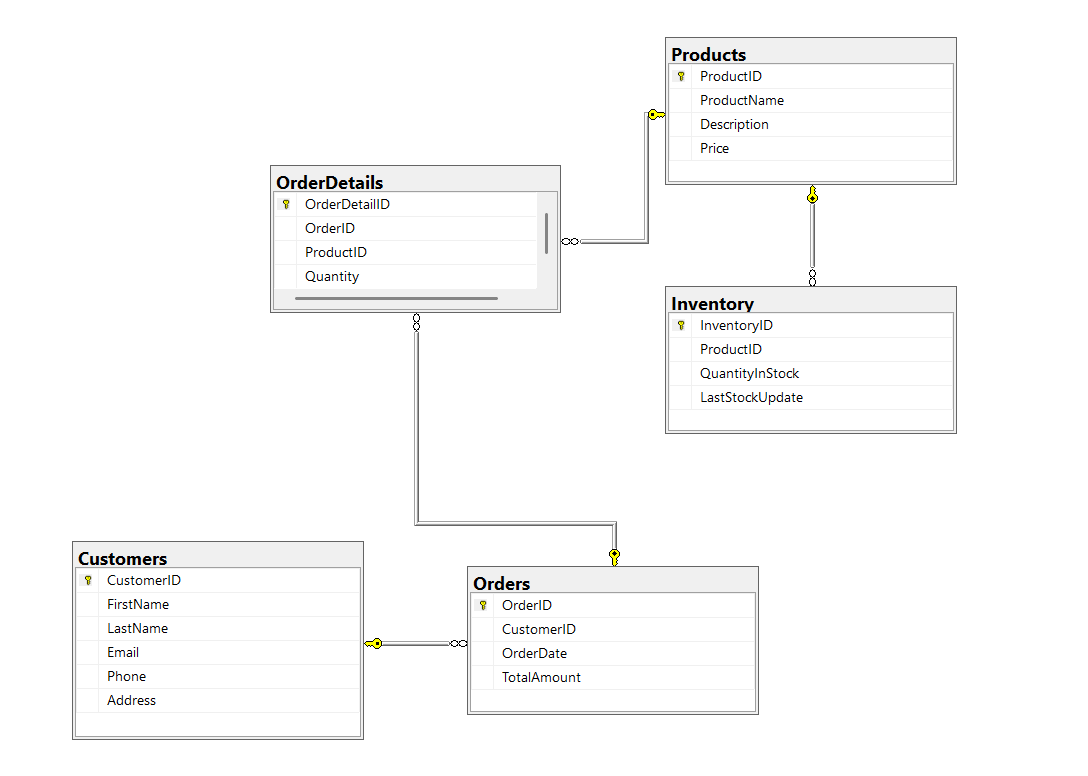 Products
ProductID
ProductName
Description
Price
OrderDetails
OrderDetailID
OrderID
ProductID
Quantity
Inventory
InventoryID
ProductID
QuantityInStock
LastStockUpdate
Customers
CustomerID
FirstName
LastName
Email
Phone
Address
Orders
OrderID
CustomerID
OrderDate
TotalAmount